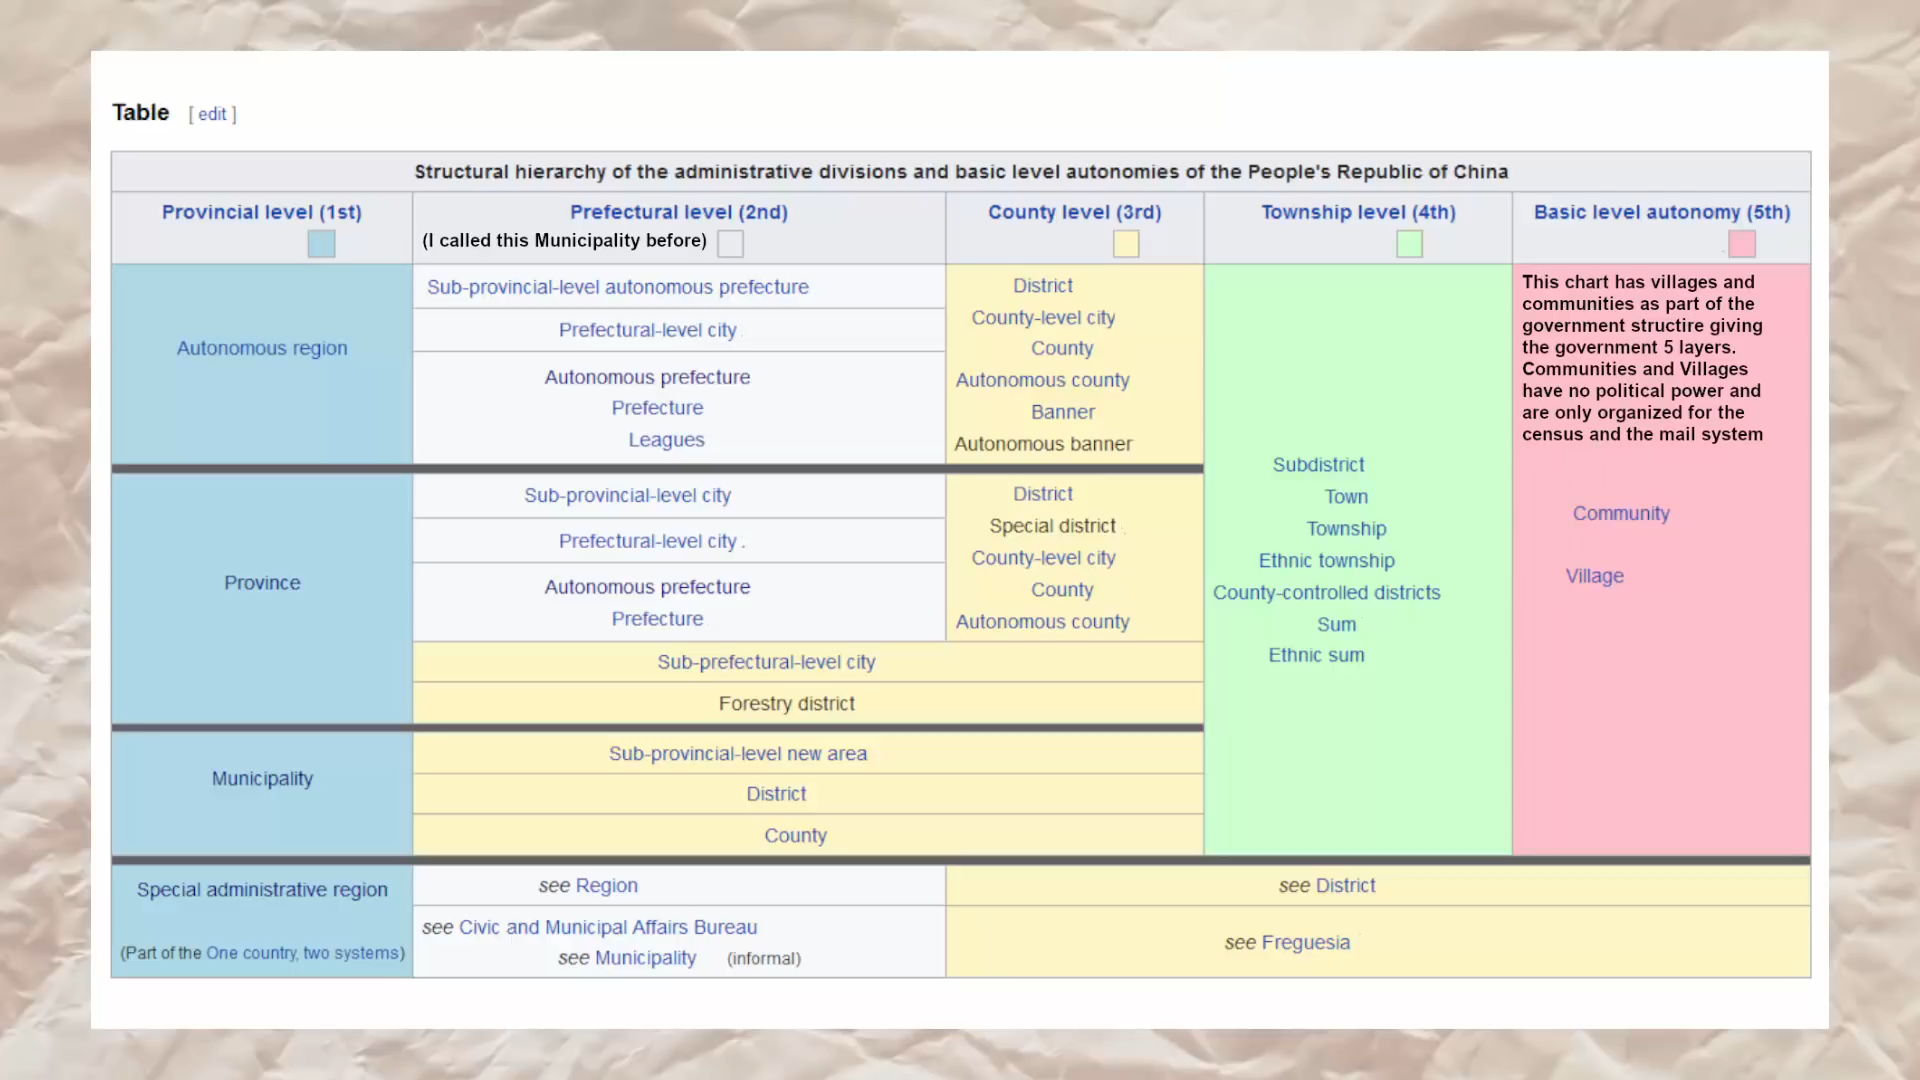 Table [ edit ]
Structural hierarchy of the administrative divisions and basic level autonomies of the People's Republic of China
Provincial level (1st)
Prefectural level (2nd)
(I called this Municipality before)
County level (3rd)
Township level (4th)
Basic level autonomy (5th)
Autonomous region
Sub-provincial-level autonomous prefecture
Prefectural-level city
Autonomous prefecture
Prefecture
Leagues
District
County-level city
County
Autonomous county
Banner
Autonomous banner
Province
Sub-provincial-level city
Prefectural-level city .
Autonomous prefecture
Prefecture
District
Special district
County-level city
County
Autonomous county
Sub-prefectural-level city
Forestry district
Municipality
Sub-provincial-level new area
District
County
Subdistrict
Town
Township
Ethnic township
County-controlled districts
Sum
Ethnic sum
This chart has villages and
communities as part of the
government structire giving
the government 5 layers.
Communities and Villages
have no political power and
are only organized for the
census and the mail system
Community
Village
Special administrative region
(Part of the One country, two systems)
see Region
see District
see Civic and Municipal Affairs Bureau
see Municipality (informal)
see Freguesia